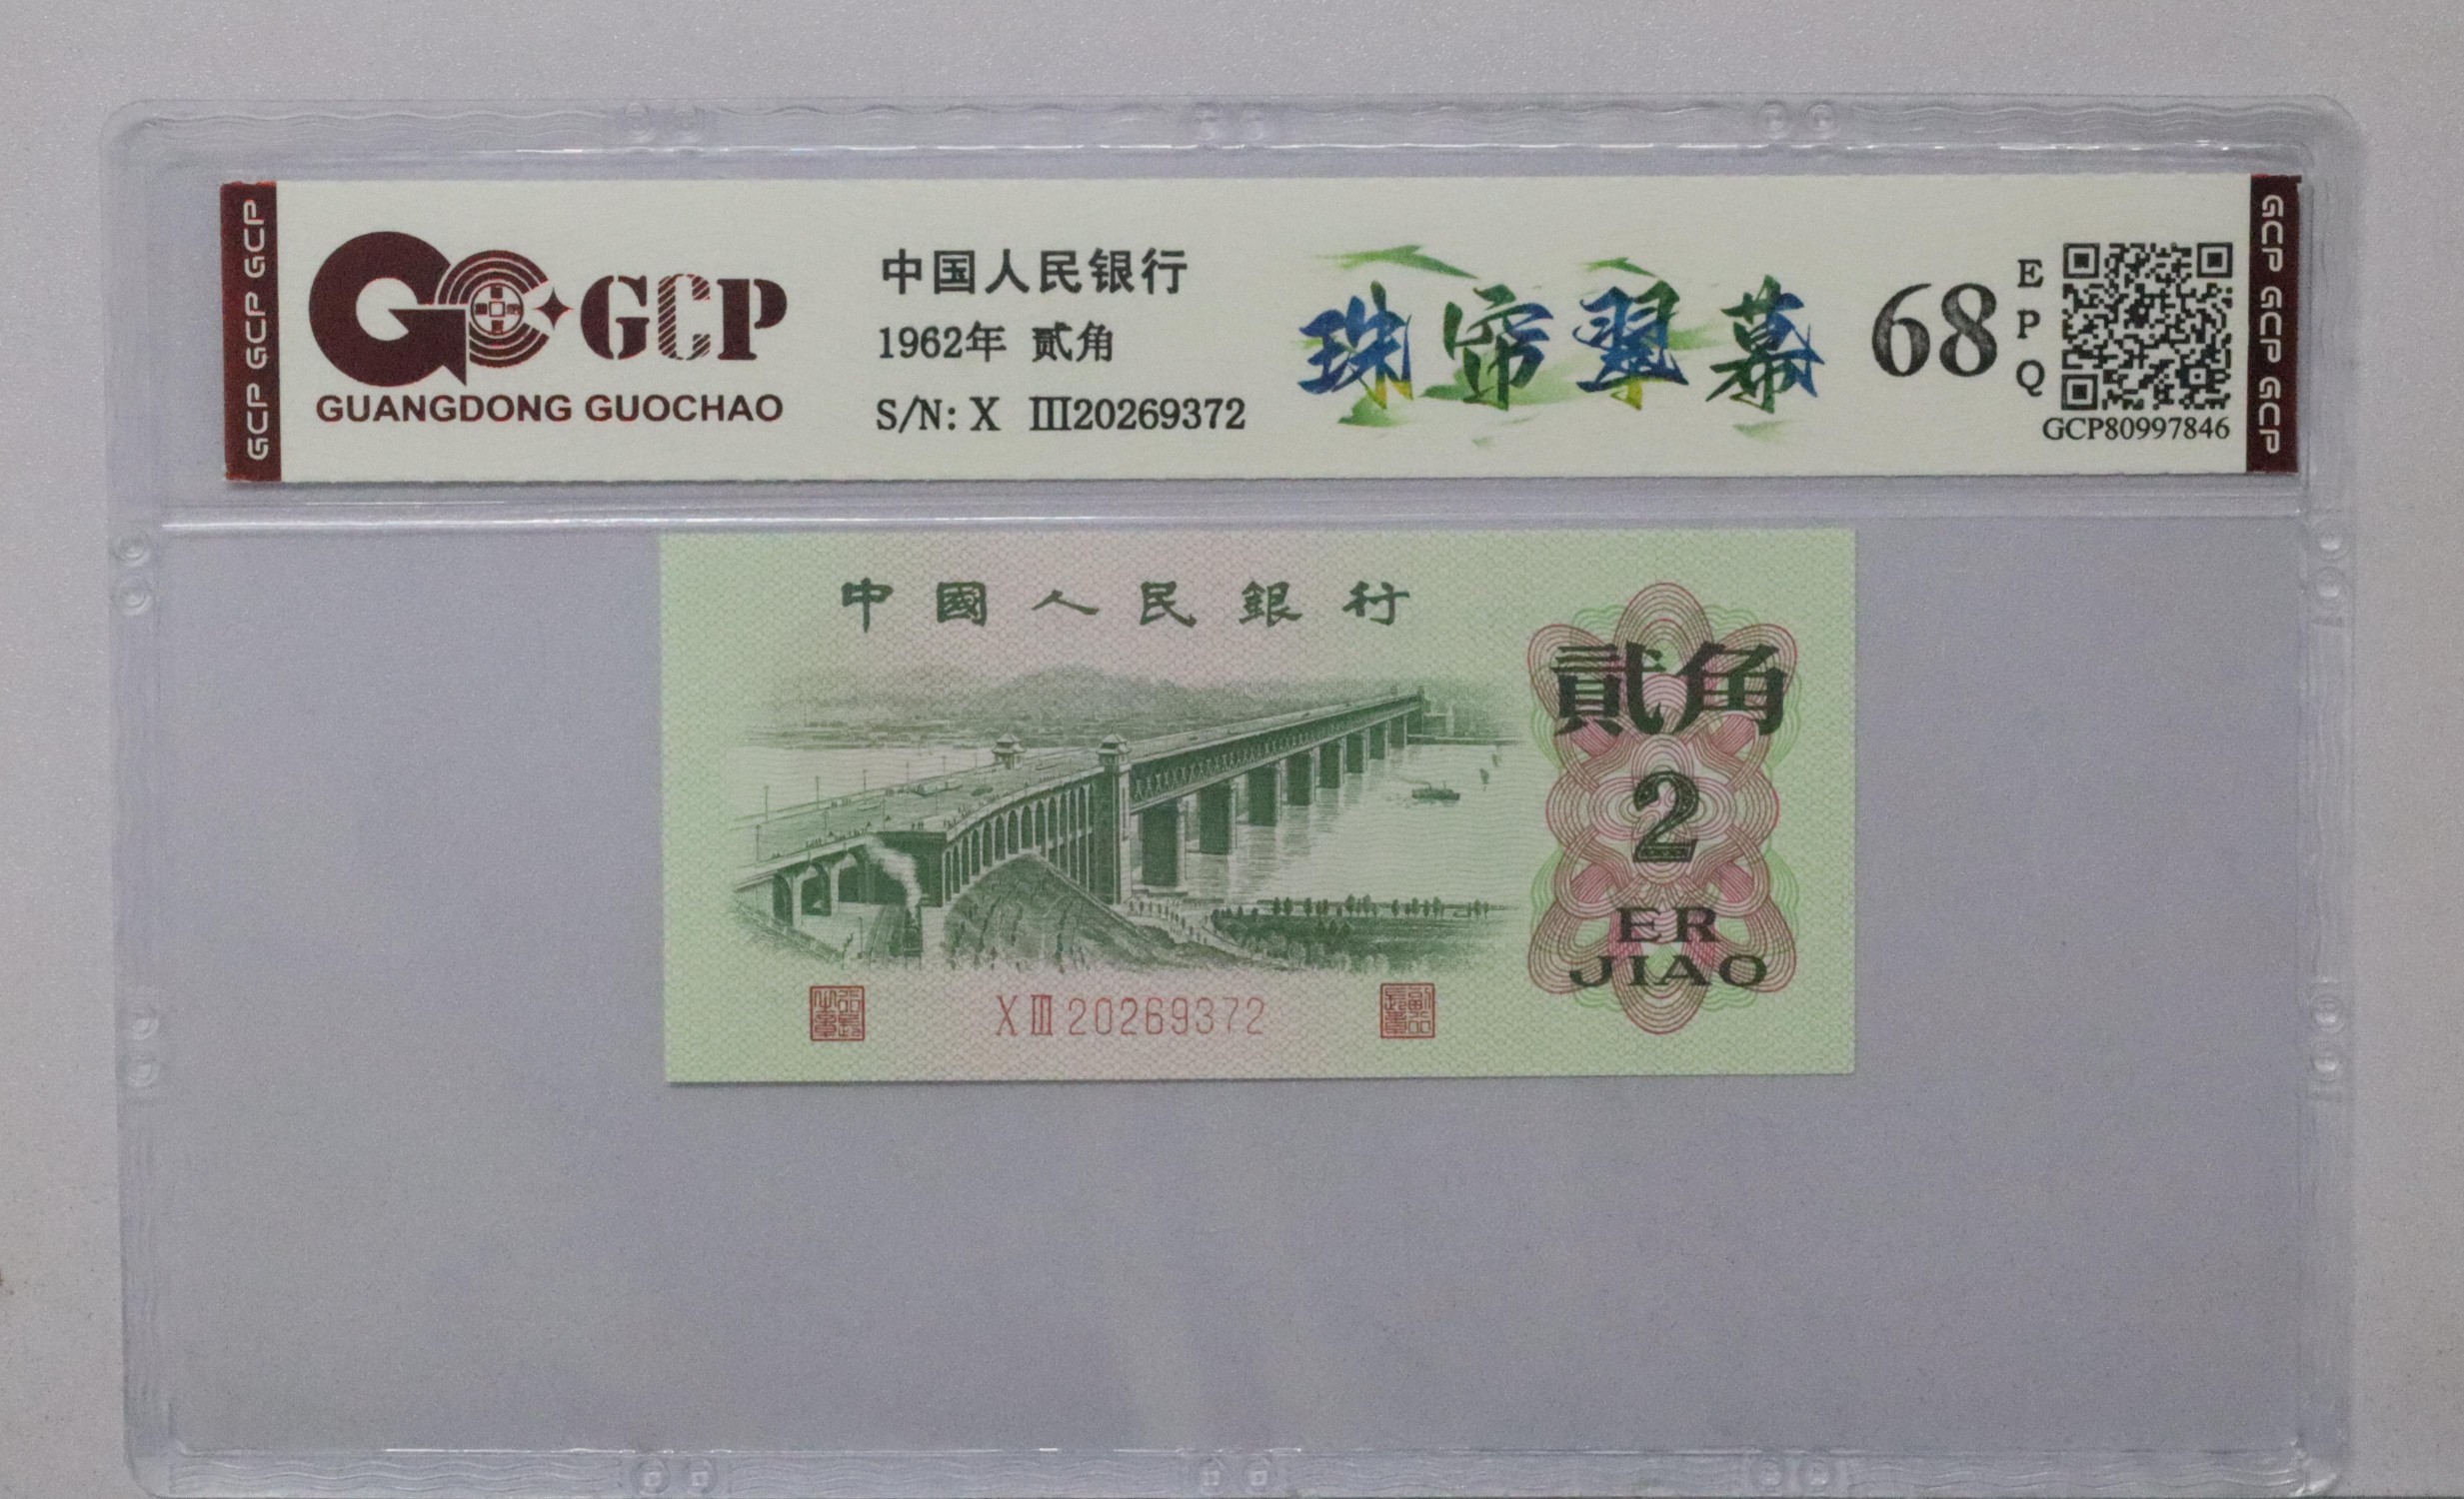 GCP GCP GCP
GCP
GUANGDONG GUOCHAO
中国人民银行
1962年 贰角
S/N: X Ⅲ20269372
珠帘翠幕
68
EPQ
GCP80997846
GCP GCP GCP
中國人民銀行
貳角
2
ER
JIAO
XⅢ20269372